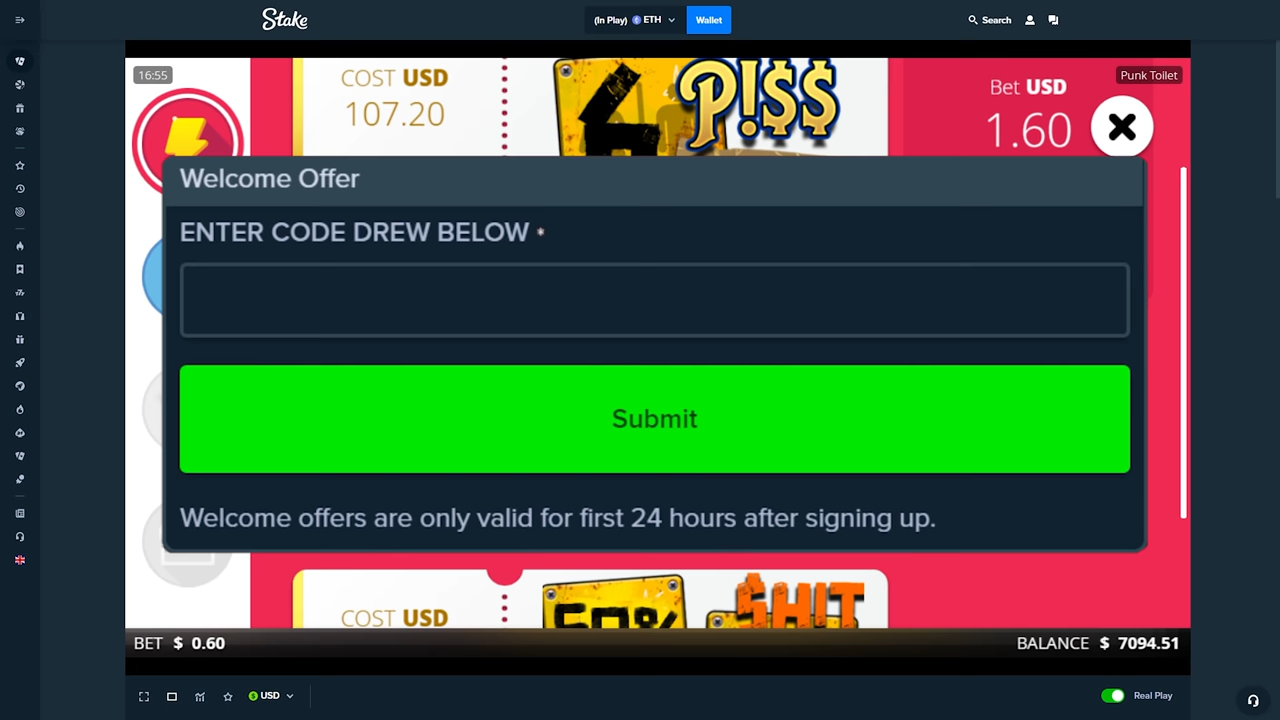 Stake
(In Play) ETH
Wallet
Search
16:55
Punk Toilet
COST USD
107.20
P!$$
Bet USD
1.60
Welcome Offer
ENTER CODE DREW BELOW *
Submit
Welcome offers are only valid for first 24 hours after signing up.
COST USD
50%
$HIT
BET $ 0.60
BALANCE $ 7094.51
USD
Real Play